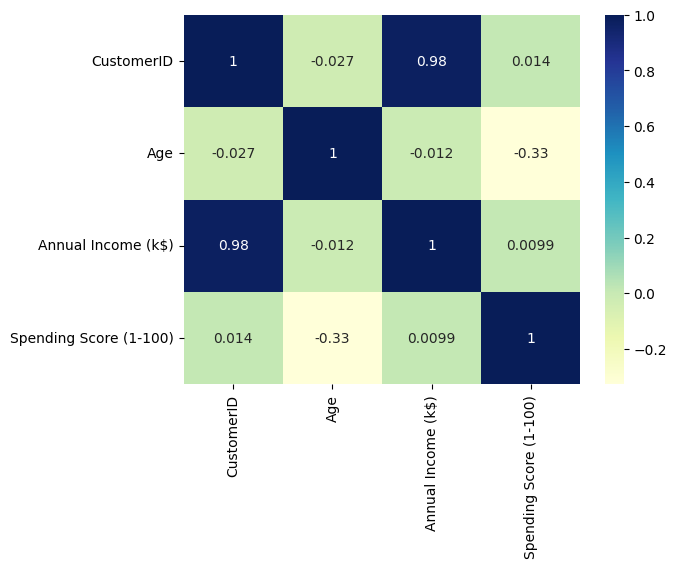 CustomerID 1 -0.027 0.98 0.014
Age -0.027 1 -0.012 -0.33
Annual Income (k$) 0.98 -0.012 1 0.0099
Spending Score (1-100) 0.014 -0.33 0.0099 1
CustomerID
Age
Annual Income (k$)
Spending Score (1-100)
1.0
0.8
0.6
0.4
0.2
0.0
−0.2